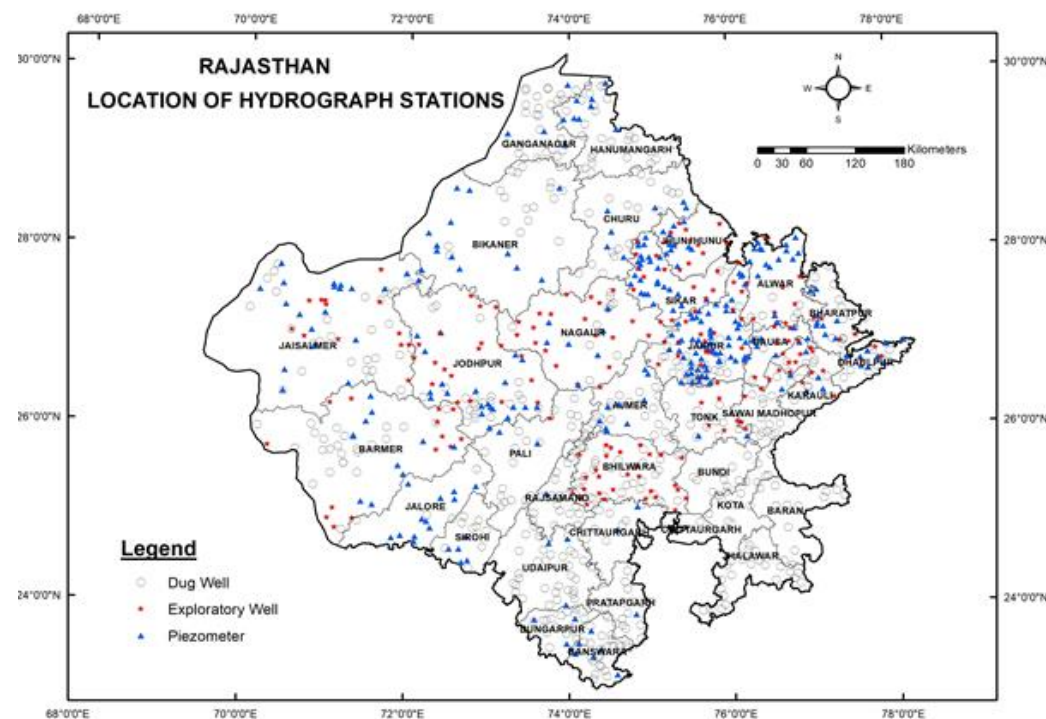 68°0'0"E 70°0'0"E 72°0'0"E 74°0'0"E 76°0'0"E 78°0'0"E
RAJASTHAN
LOCATION OF HYDROGRAPH STATIONS
N
W E
S
Kilometers
0 30 60 120 180
30°0'0"N
28°0'0"N
26°0'0"N
24°0'0"N
30°0'0"N
28°0'0"N
26°0'0"N
24°0'0"N
GANGANAGAR
HANUMANGARH
CHURU
BIKANER
JHUNJHUNU
ALWAR
SIKAR
BHARATPUR
NAGAUR
JAISALMER
JODHPUR
JAIPUR
DAUSA
DHAULPUR
KARAULI
AJMER
TONK
SAWAI MADHOPUR
BARMER
PALI
BHILWARA
BUNDI
RAJSAMAND
KOTA
BARAN
JALORE
SIROHI
CHITTAURGARH
CHITTAURGARH
JHALAWAR
UDAIPUR
PRATAPGARH
DUNGARPUR
BANSWARA
Legend
Dug Well
Exploratory Well
Piezometer
68°0'0"E 70°0'0"E 72°0'0"E 74°0'0"E 76°0'0"E 78°0'0"E